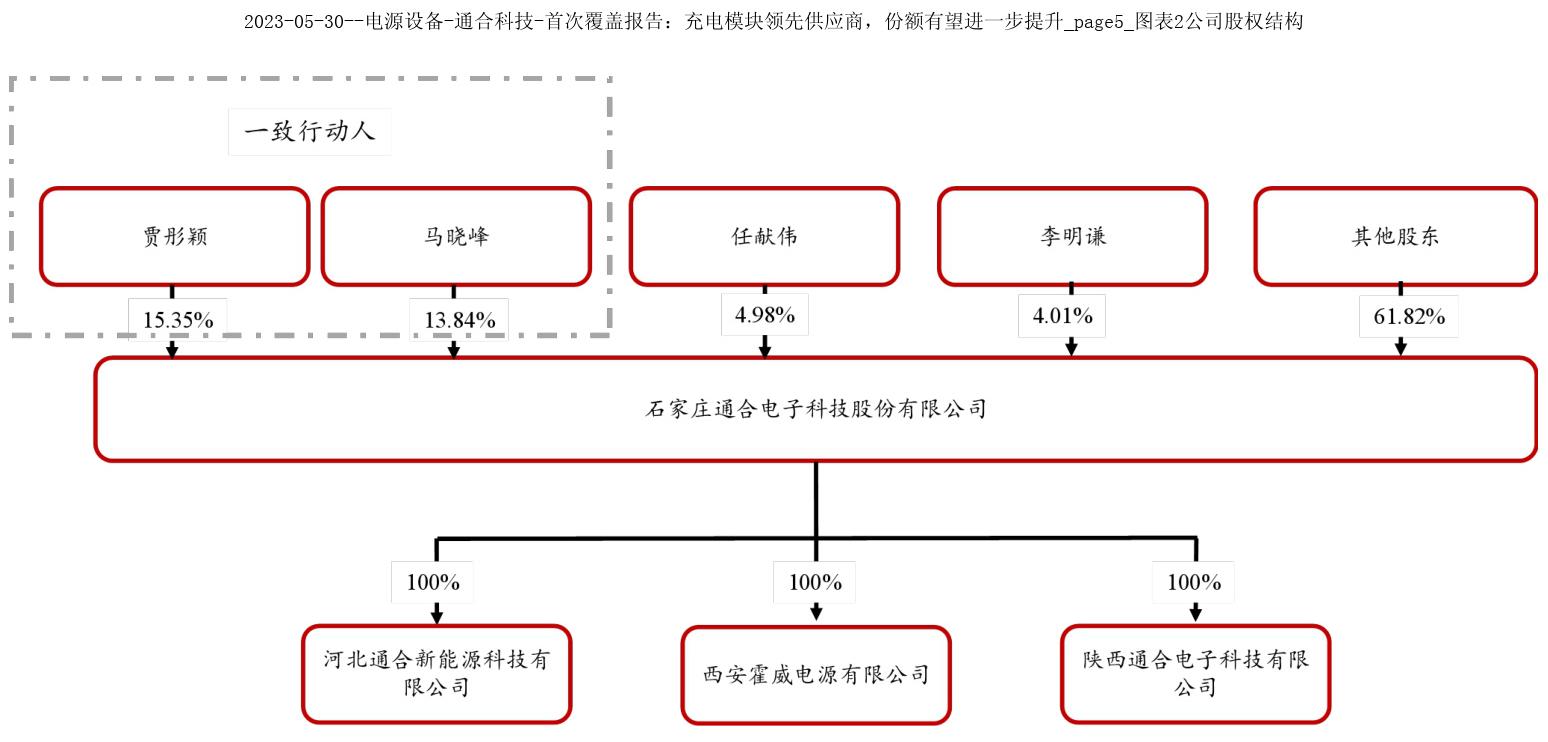 2023-05-30--电源设备-通合科技-首次覆盖报告：充电模块领先供应商，份额有望进一步提升_page5_图表2公司股权结构
一致行动人
贾彤颖
马晓峰
任献伟
李明谦
其他股东
15.35%
13.84%
4.98%
4.01%
61.82%
石家庄通合电子科技股份有限公司
100%
100%
100%
河北通合新能源科技有
限公司
西安霍威电源有限公司
陕西通合电子科技有限
公司